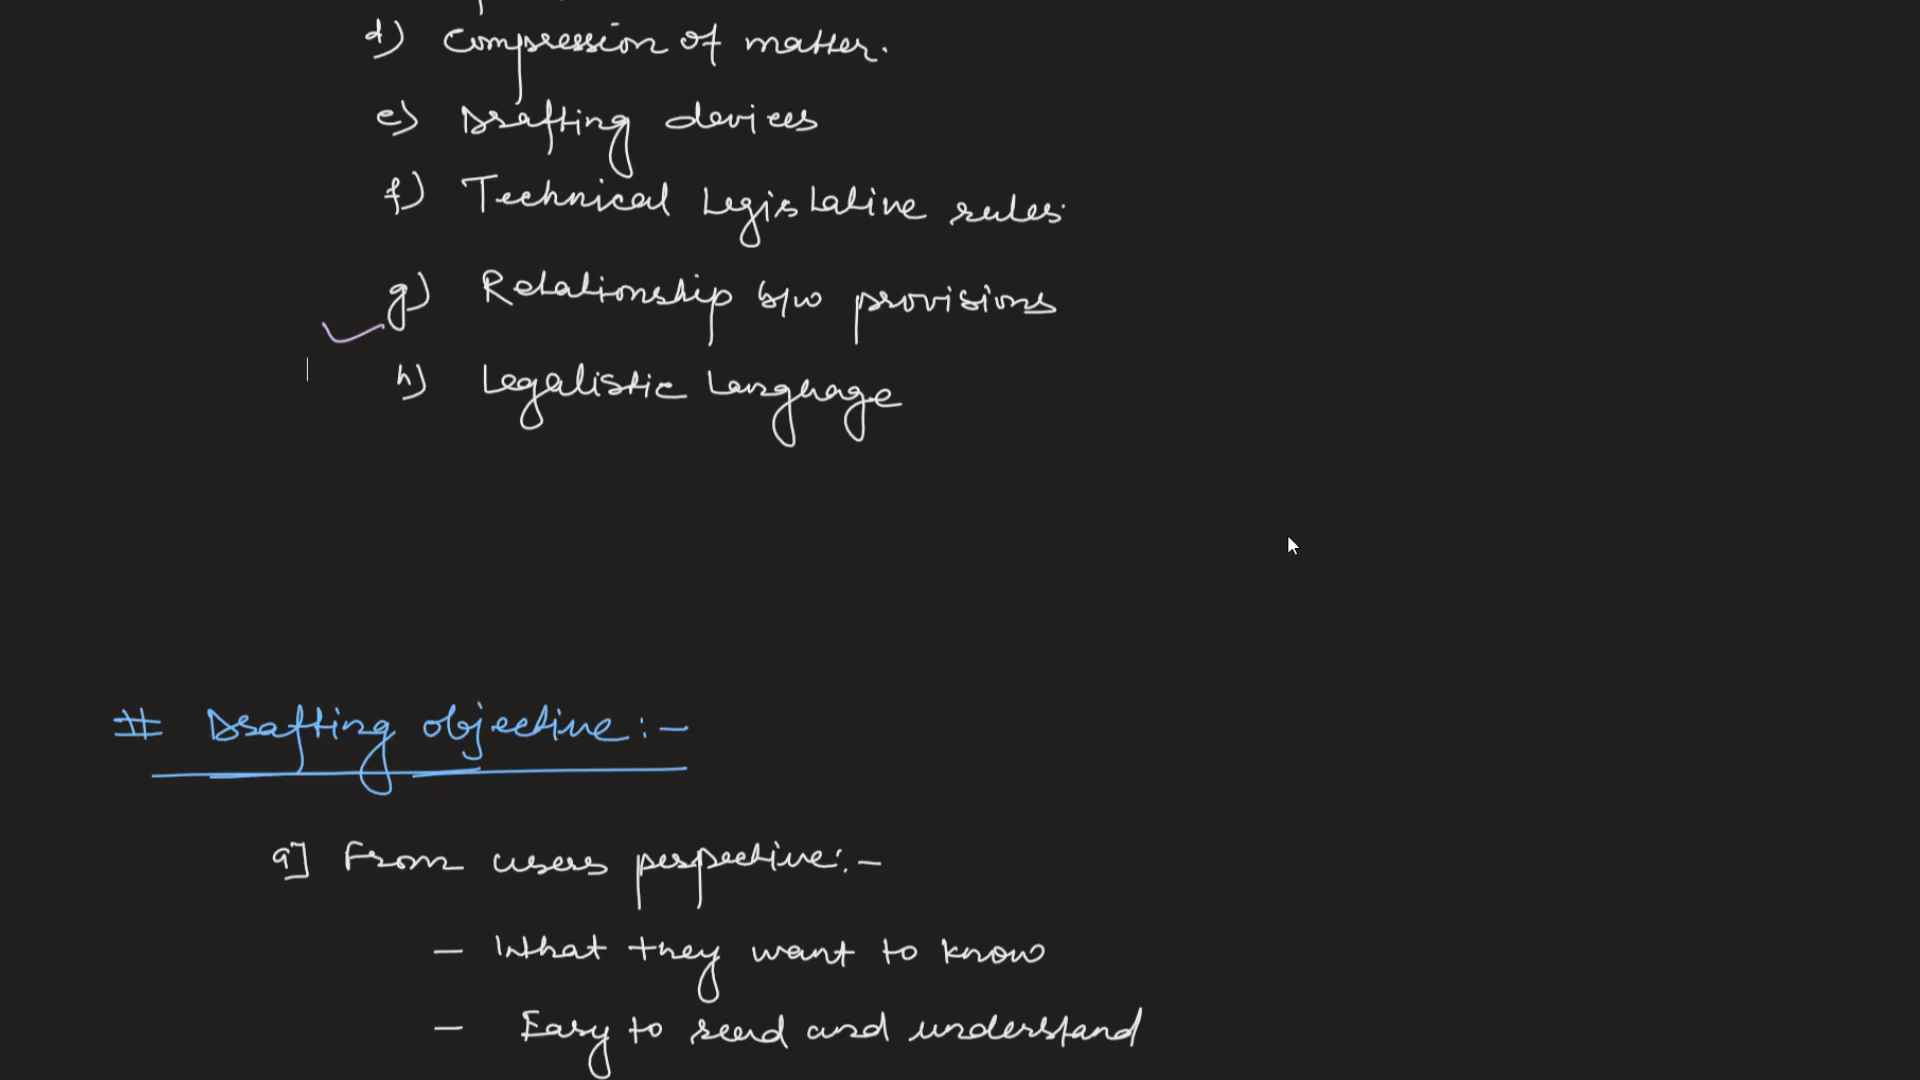 d) Compression of matter.
e) Drafting devices
f) Technical Legislative rules.
g) Relationship b/w provisions
h) Legalistic Language
# Drafting objective:-
a] From users perspective:-
- What they want to know
- Easy to read and understand